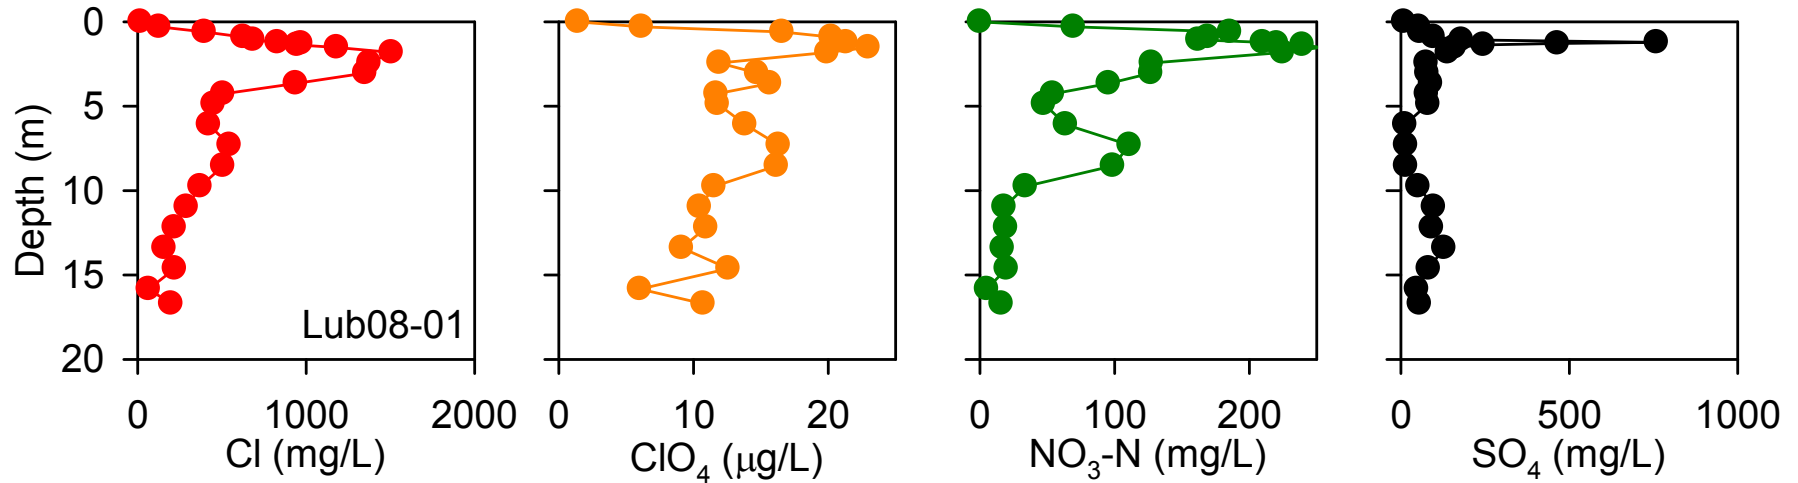 0
5
10
15
20
Depth (m)
Lub08-01
0 1000 2000
Cl (mg/L)
0 10 20
ClO4 (μg/L)
0 100 200
NO3-N (mg/L)
0 500 1000
SO4 (mg/L)